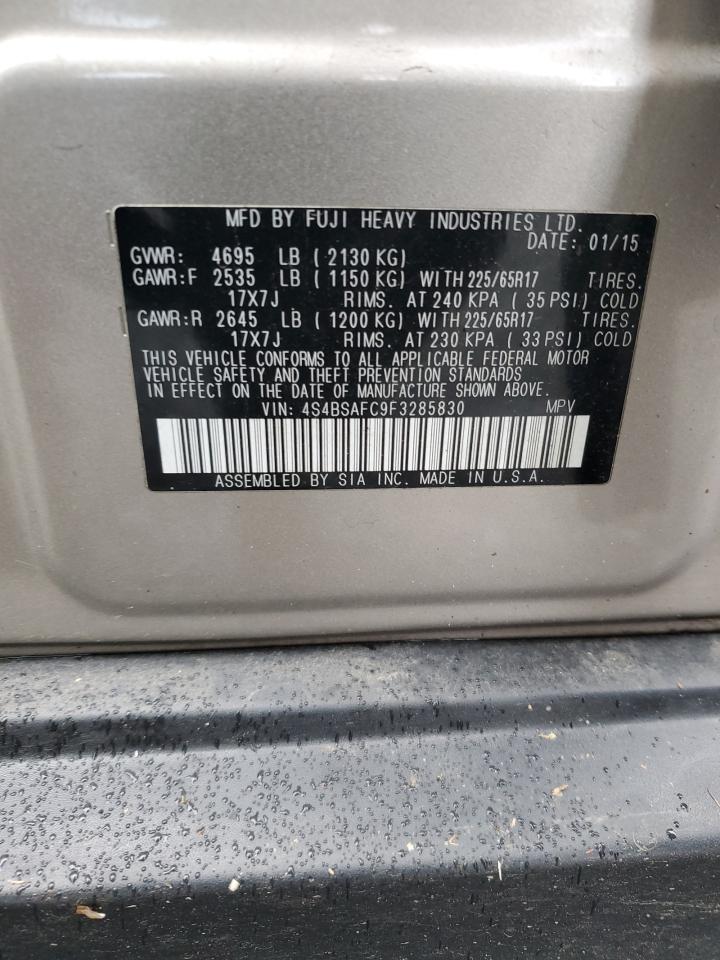 MFD BY FUJI HEAVY INDUSTRIES LTD.
DATE: 01/15
GVWR: 4695 LB ( 2130 KG)
GAWR:F 2535 LB ( 1150 KG) WITH 225/65R17 TIRES.
17X7J RIMS. AT 240 KPA ( 35 PSI) COLD
GAWR:R 2645 LB ( 1200 KG) WITH 225/65R17 TIRES.
17X7J RIMS. AT 230 KPA ( 33 PSI) COLD
THIS VEHICLE CONFORMS TO ALL APPLICABLE FEDERAL MOTOR
VEHICLE SAFETY AND THEFT PREVENTION STANDARDS
IN EFFECT ON THE DATE OF MANUFACTURE SHOWN ABOVE.
VIN: 4S4BSAFC9F3285830 MPV
ASSEMBLED BY SIA INC. MADE IN U.S.A.